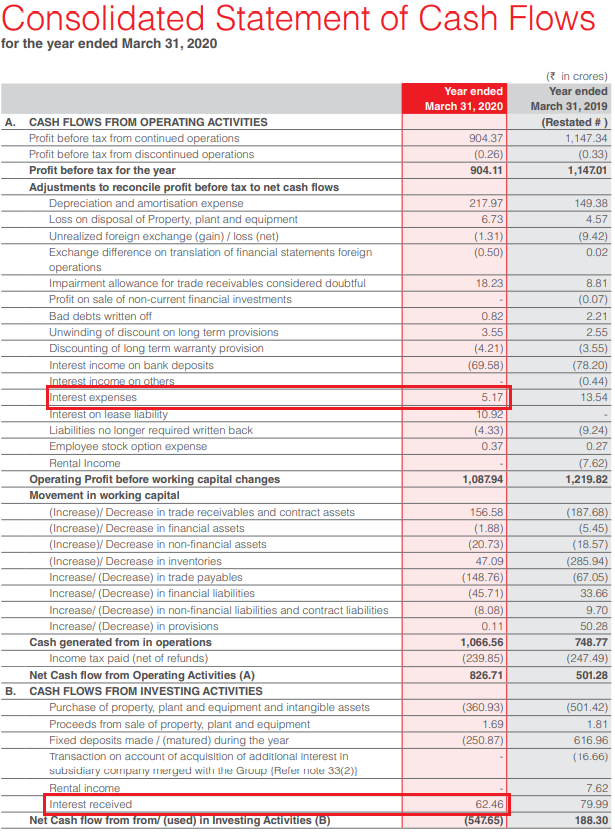 Consolidated Statement of Cash Flows
for the year ended March 31, 2020
(₹ in crores)
Year ended Year ended
March 31, 2020 March 31, 2019
A. CASH FLOWS FROM OPERATING ACTIVITIES (Restated # )
Profit before tax from continued operations 904.37 1,147.34
Profit before tax from discontinued operations (0.26) (0.33)
Profit before tax for the year 904.11 1,147.01
Adjustments to reconcile profit before tax to net cash flows
Depreciation and amortisation expense 217.97 149.38
Loss on disposal of Property, plant and equipment 6.73 4.57
Unrealized foreign exchange (gain) / loss (net) (1.31) (9.42)
Exchange difference on translation of financial statements foreign (0.50) 0.02
operations
Impairment allowance for trade receivables considered doubtful 18.23 8.81
Profit on sale of non-current financial investments - (0.07)
Bad debts written off 0.82 2.21
Unwinding of discount on long term provisions 3.55 2.55
Discounting of long term warranty provision (4.21) (3.55)
Interest income on bank deposits (69.58) (78.20)
Interest income on others - (0.44)
Interest expenses 5.17 13.54
Interest on lease liability 10.92 -
Liabilities no longer required written back (4.33) (9.24)
Employee stock option expense 0.37 0.27
Rental Income - (7.62)
Operating Profit before working capital changes 1,087.94 1,219.82
Movement in working capital
(Increase)/ Decrease in trade receivables and contract assets 156.58 (187.68)
(Increase)/ Decrease in financial assets (1.88) (5.45)
(Increase)/ Decrease in non-financial assets (20.73) (18.57)
(Increase)/ Decrease in inventories 47.09 (285.94)
Increase/ (Decrease) in trade payables (148.76) (67.05)
Increase/ (Decrease) in financial liabilities (45.71) 33.66
Increase/ (Decrease) in non-financial liabilities and contract liabilities (8.08) 9.70
Increase/ (Decrease) in provisions 0.11 50.28
Cash generated from in operations 1,066.56 748.77
Income tax paid (net of refunds) (239.85) (247.49)
Net Cash flow from Operating Activities (A) 826.71 501.28
B. CASH FLOWS FROM INVESTING ACTIVITIES
Purchase of property, plant and equipment and intangible assets (360.93) (501.42)
Proceeds from sale of property, plant and equipment 1.69 1.81
Fixed deposits made / (matured) during the year (250.87) 616.96
Transaction on account of acquisition of additional Interest in - (16.66)
subsidiary company merged with the Group {Refer note 33(2)}
Rental income - 7.62
Interest received 62.46 79.99
Net Cash flow from from/ (used) in Investing Activities (B) (547.65) 188.30